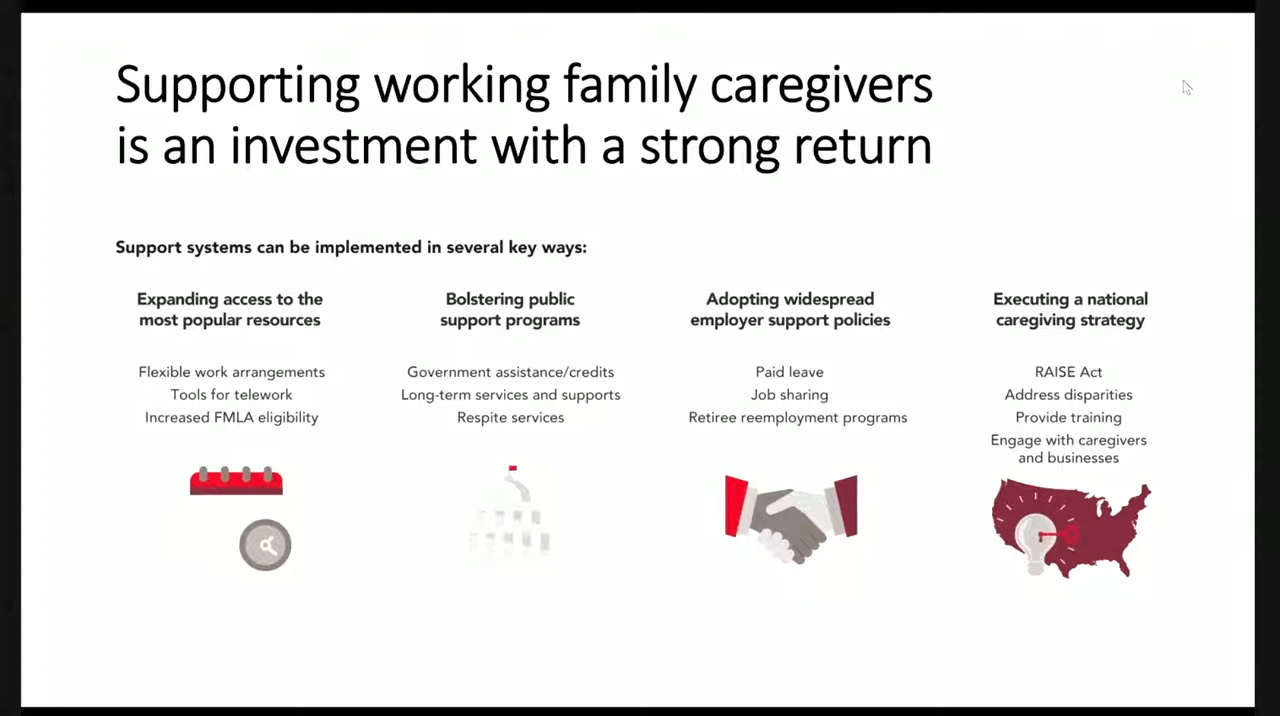 Supporting working family caregivers
is an investment with a strong return
Support systems can be implemented in several key ways:
Expanding access to the
most popular resources
Flexible work arrangements
Tools for telework
Increased FMLA eligibility
Bolstering public
support programs
Government assistance/credits
Long-term services and supports
Respite services
Adopting widespread
employer support policies
Paid leave
Job sharing
Retiree reemployment programs
Executing a national
caregiving strategy
RAISE Act
Address disparities
Provide training
Engage with caregivers
and businesses